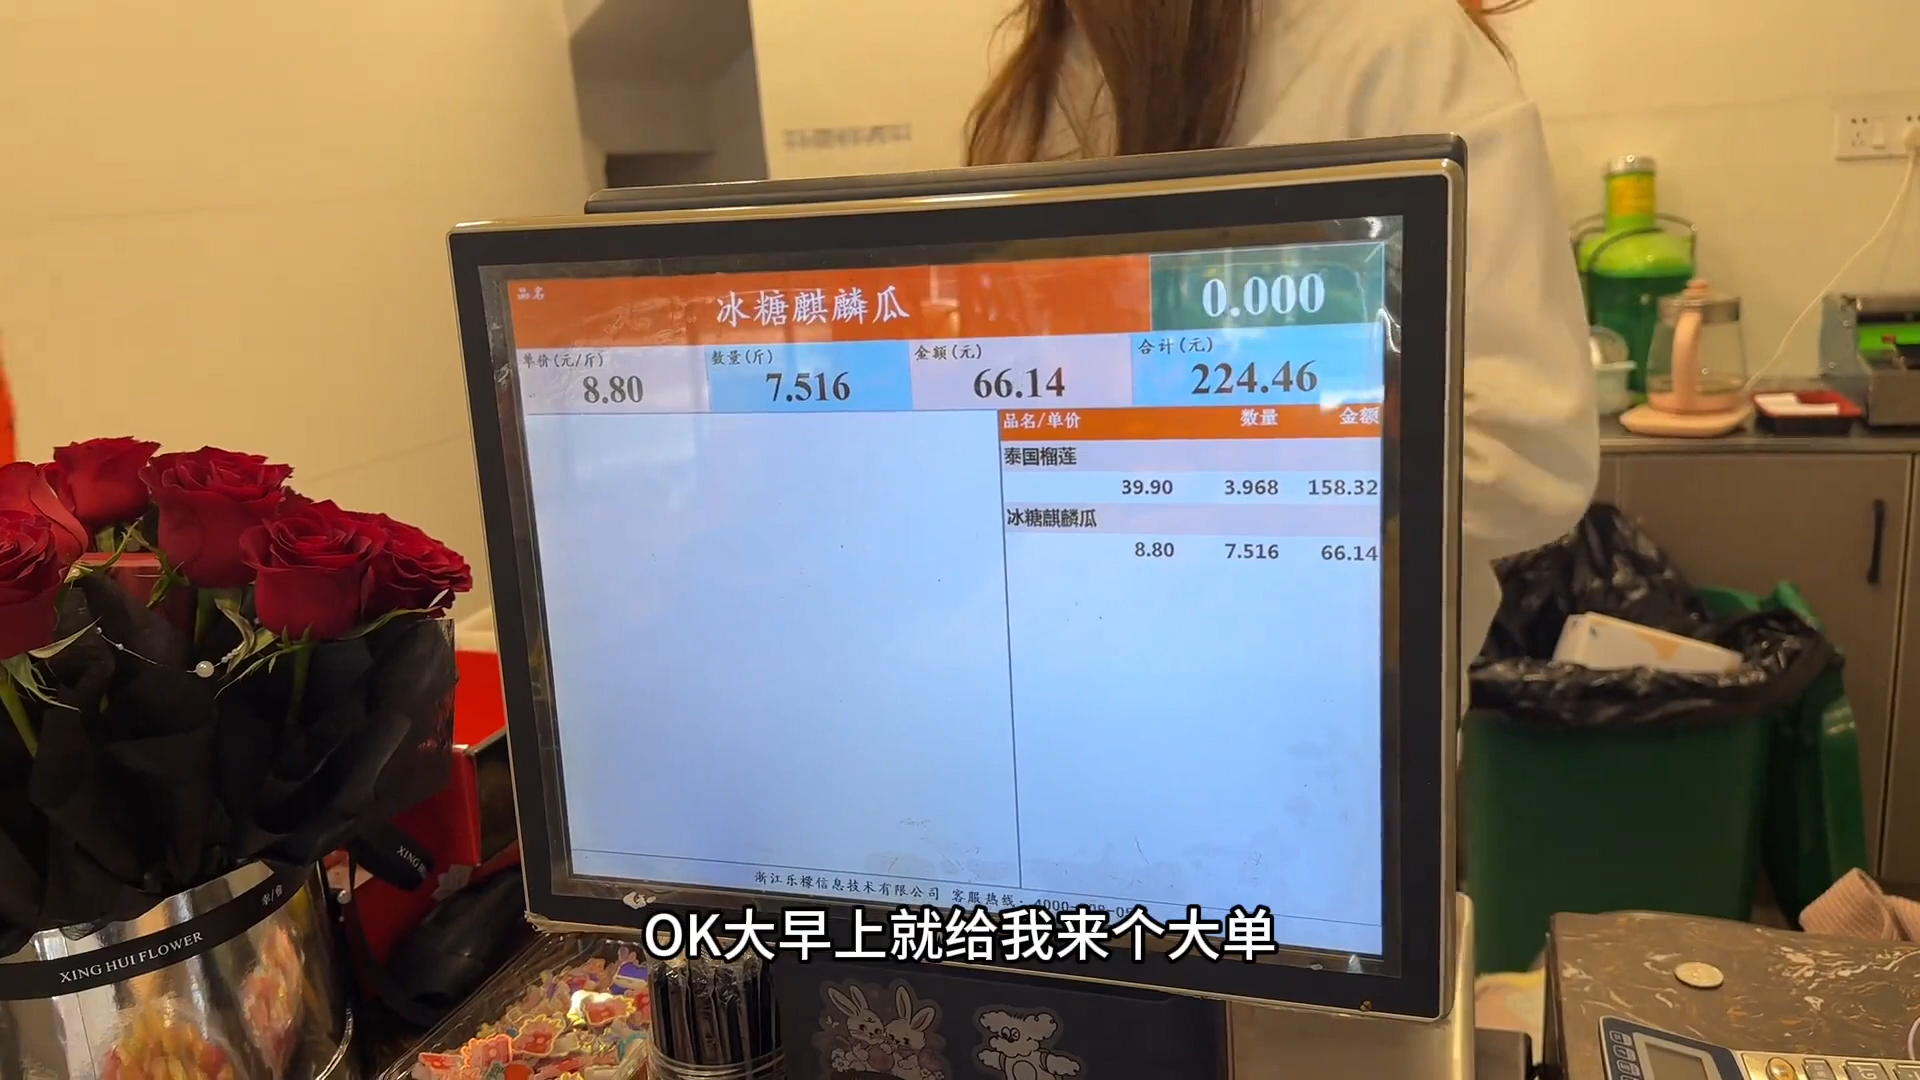 品名
冰糖麒麟瓜
0.000
单价(元/斤)
数量(斤)
金额(元)
合计(元)
8.80
7.516
66.14
224.46
品名/单价 数量 金额
泰国榴莲
39.90 3.968 158.32
冰糖麒麟瓜
8.80 7.516 66.14
浙江乐檬信息技术有限公司 客服热线:4000-
OK大早上就给我来个大单
XING HUI FLOWER
XING